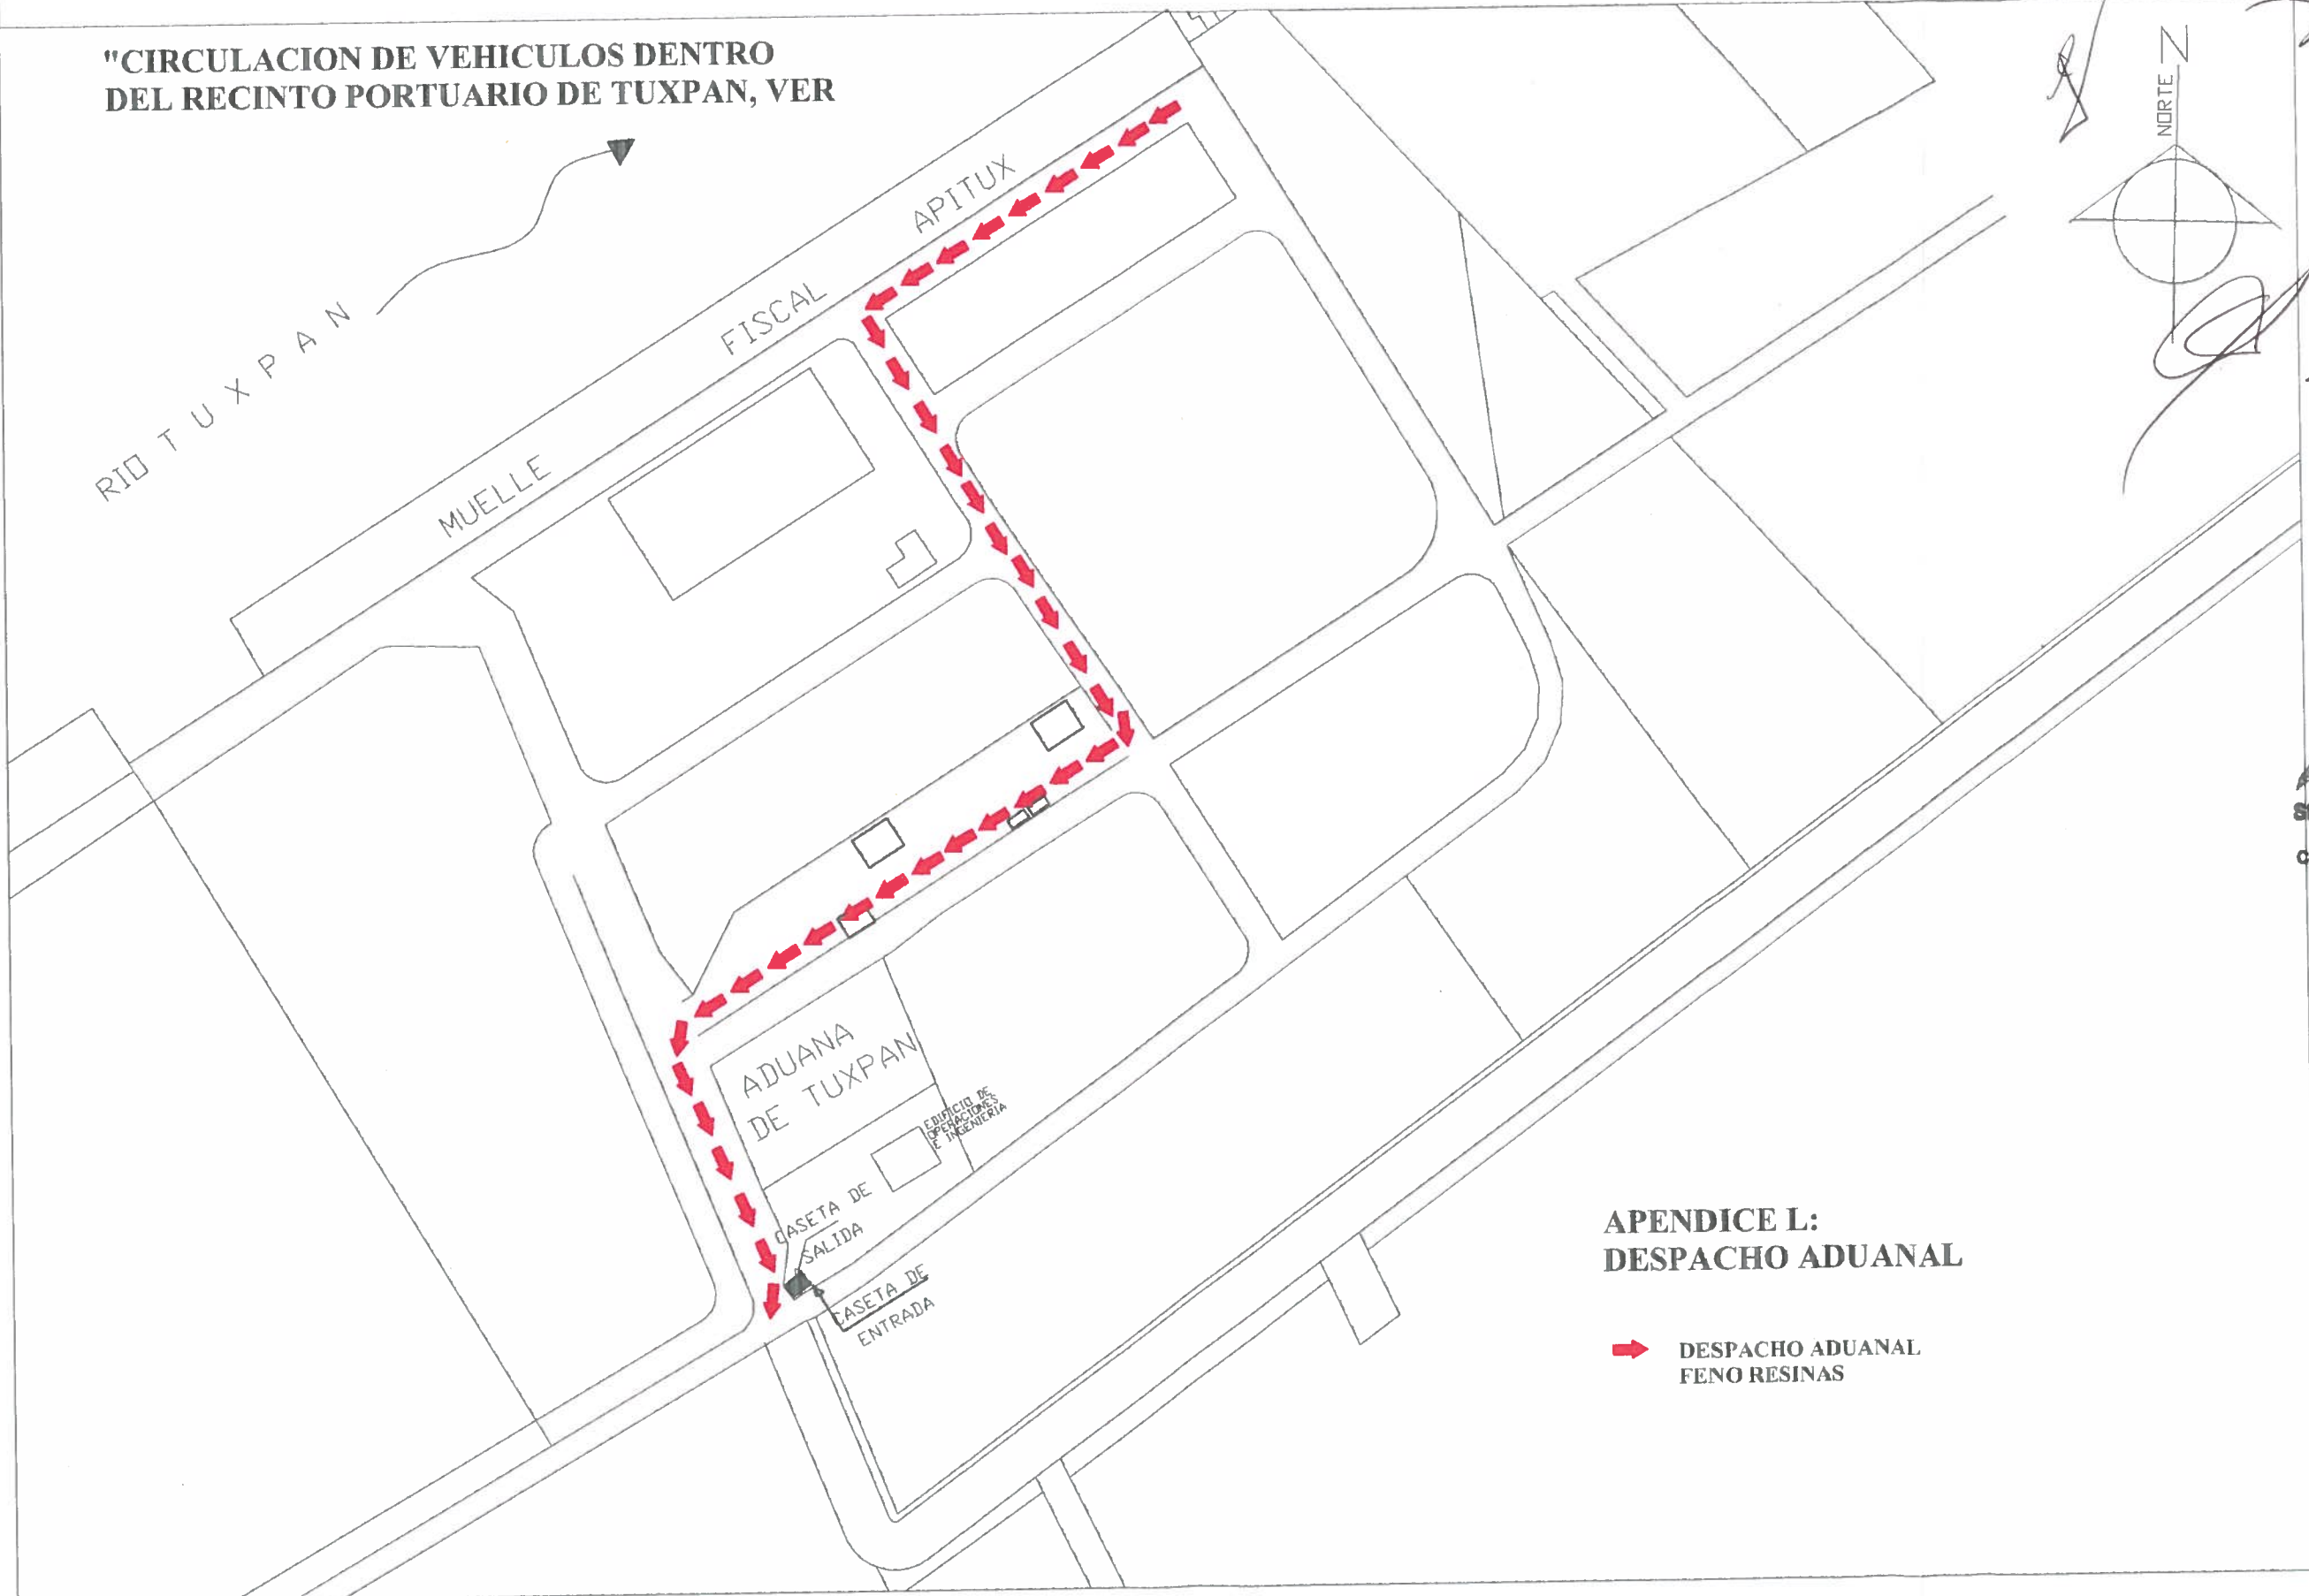 "CIRCULACION DE VEHICULOS DENTRO
DEL RECINTO PORTUARIO DE TUXPAN, VER
NORTE
N
RIO TUXPAN
MUELLE FISCAL APITUX
ADUANA
DE TUXPAN
EDIFICIO DE
OPERACIONES
E INGENIERIA
CASETA DE
SALIDA
CASETA DE
ENTRADA
APENDICE L:
DESPACHO ADUANAL
DESPACHO ADUANAL
FENO RESINAS